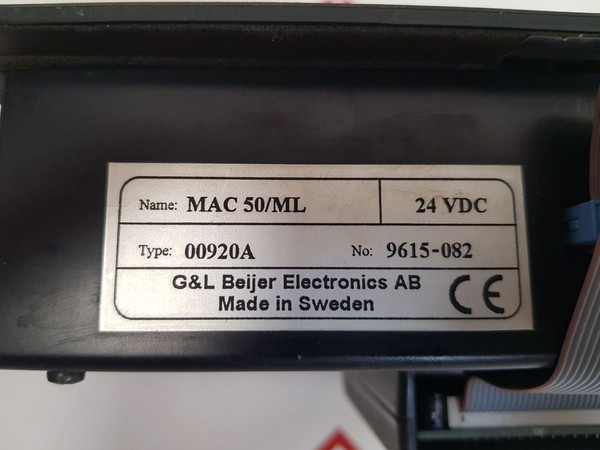 Name: MAC 50/ML 24 VDC
Type: 00920A No: 9615-082
G&L Beijer Electronics AB
Made in Sweden CE